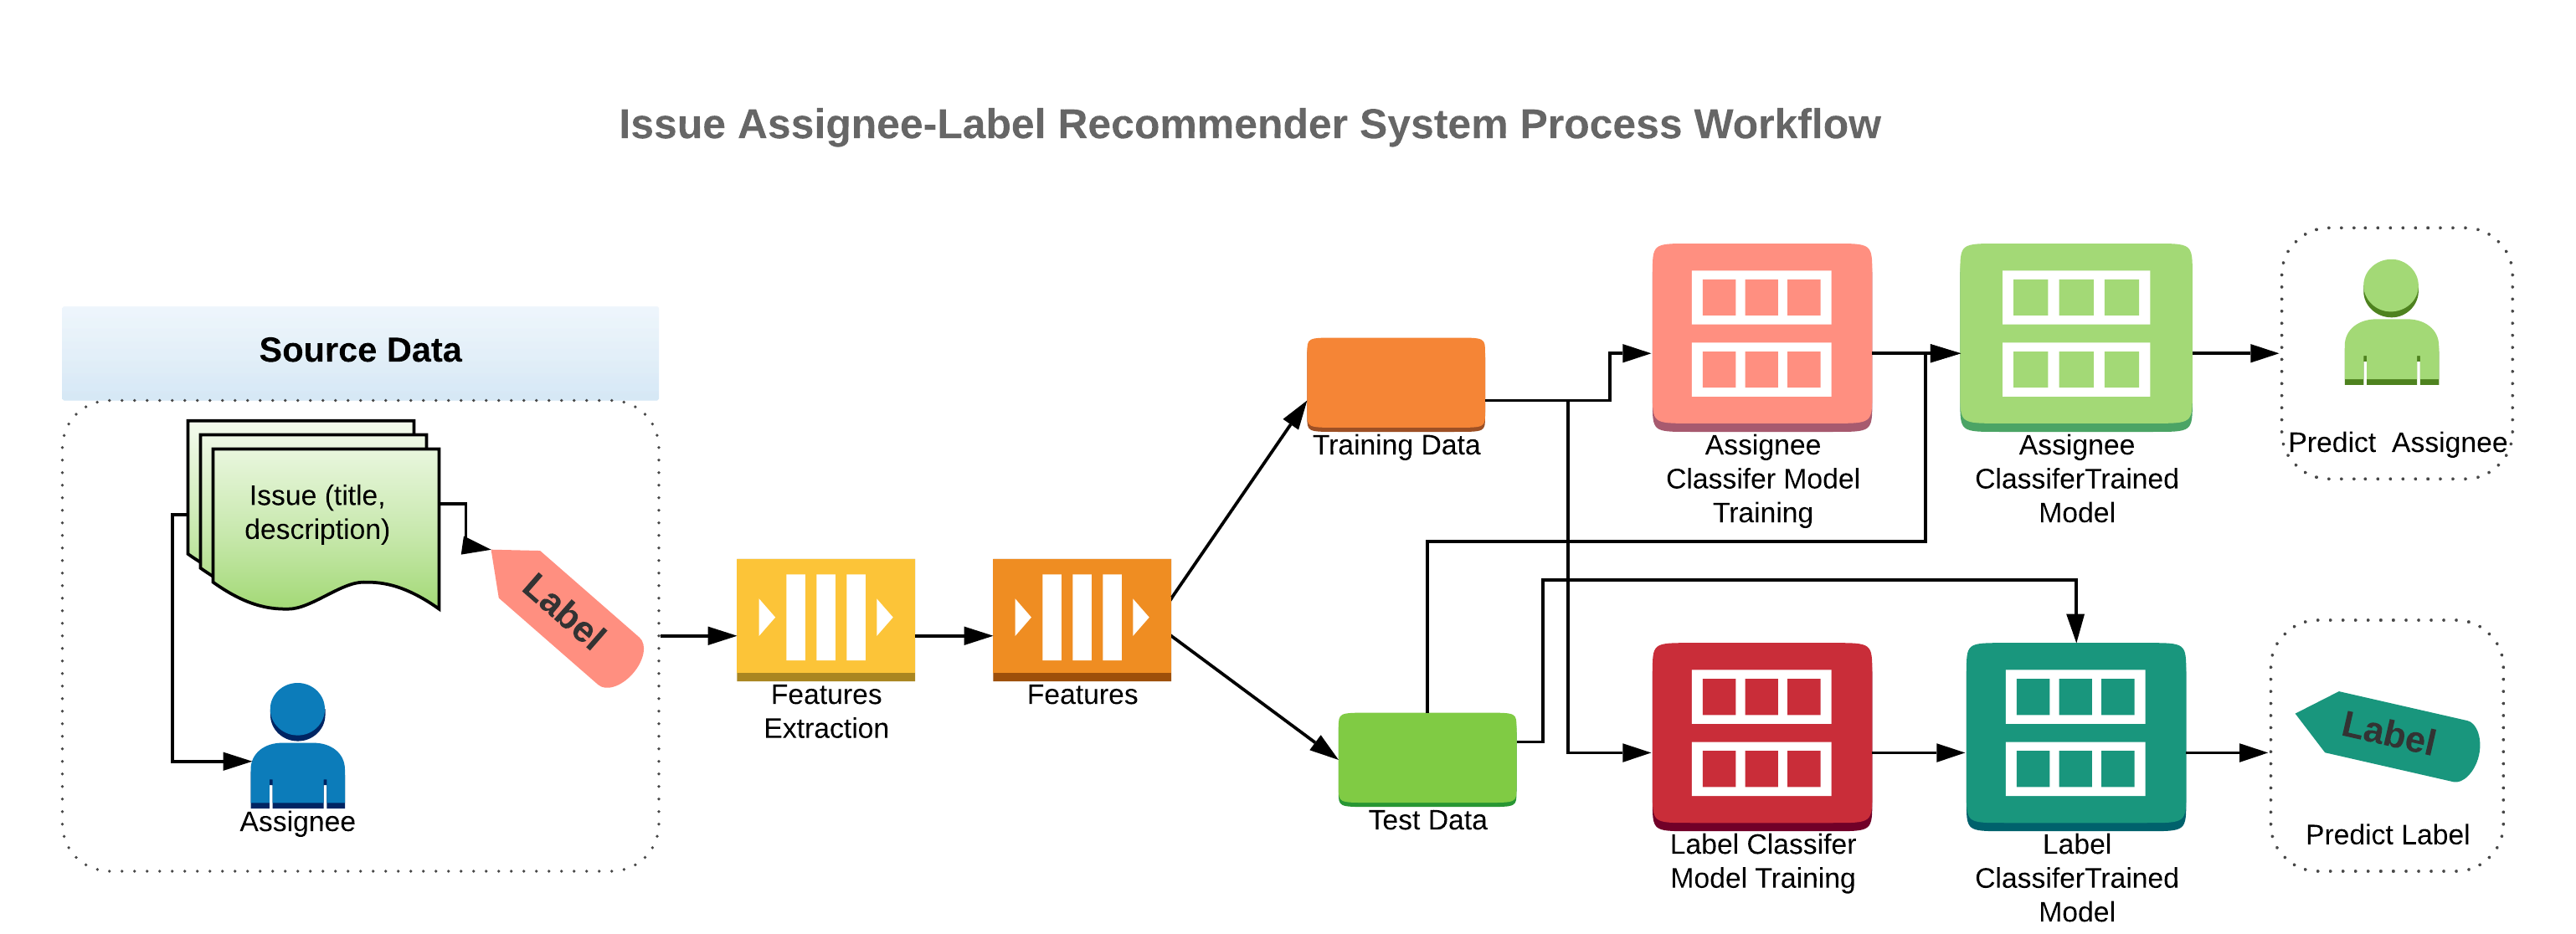 Issue Assignee-Label Recommender System Process Workflow
Source Data
Issue (title,
description)
Label
Assignee
Features
Extraction
Features
Training Data
Test Data
Assignee
Classifer Model
Training
Assignee
ClassiferTrained
Model
Predict  Assignee
Label Classifer
Model Training
Label
ClassiferTrained
Model
Label
Predict Label